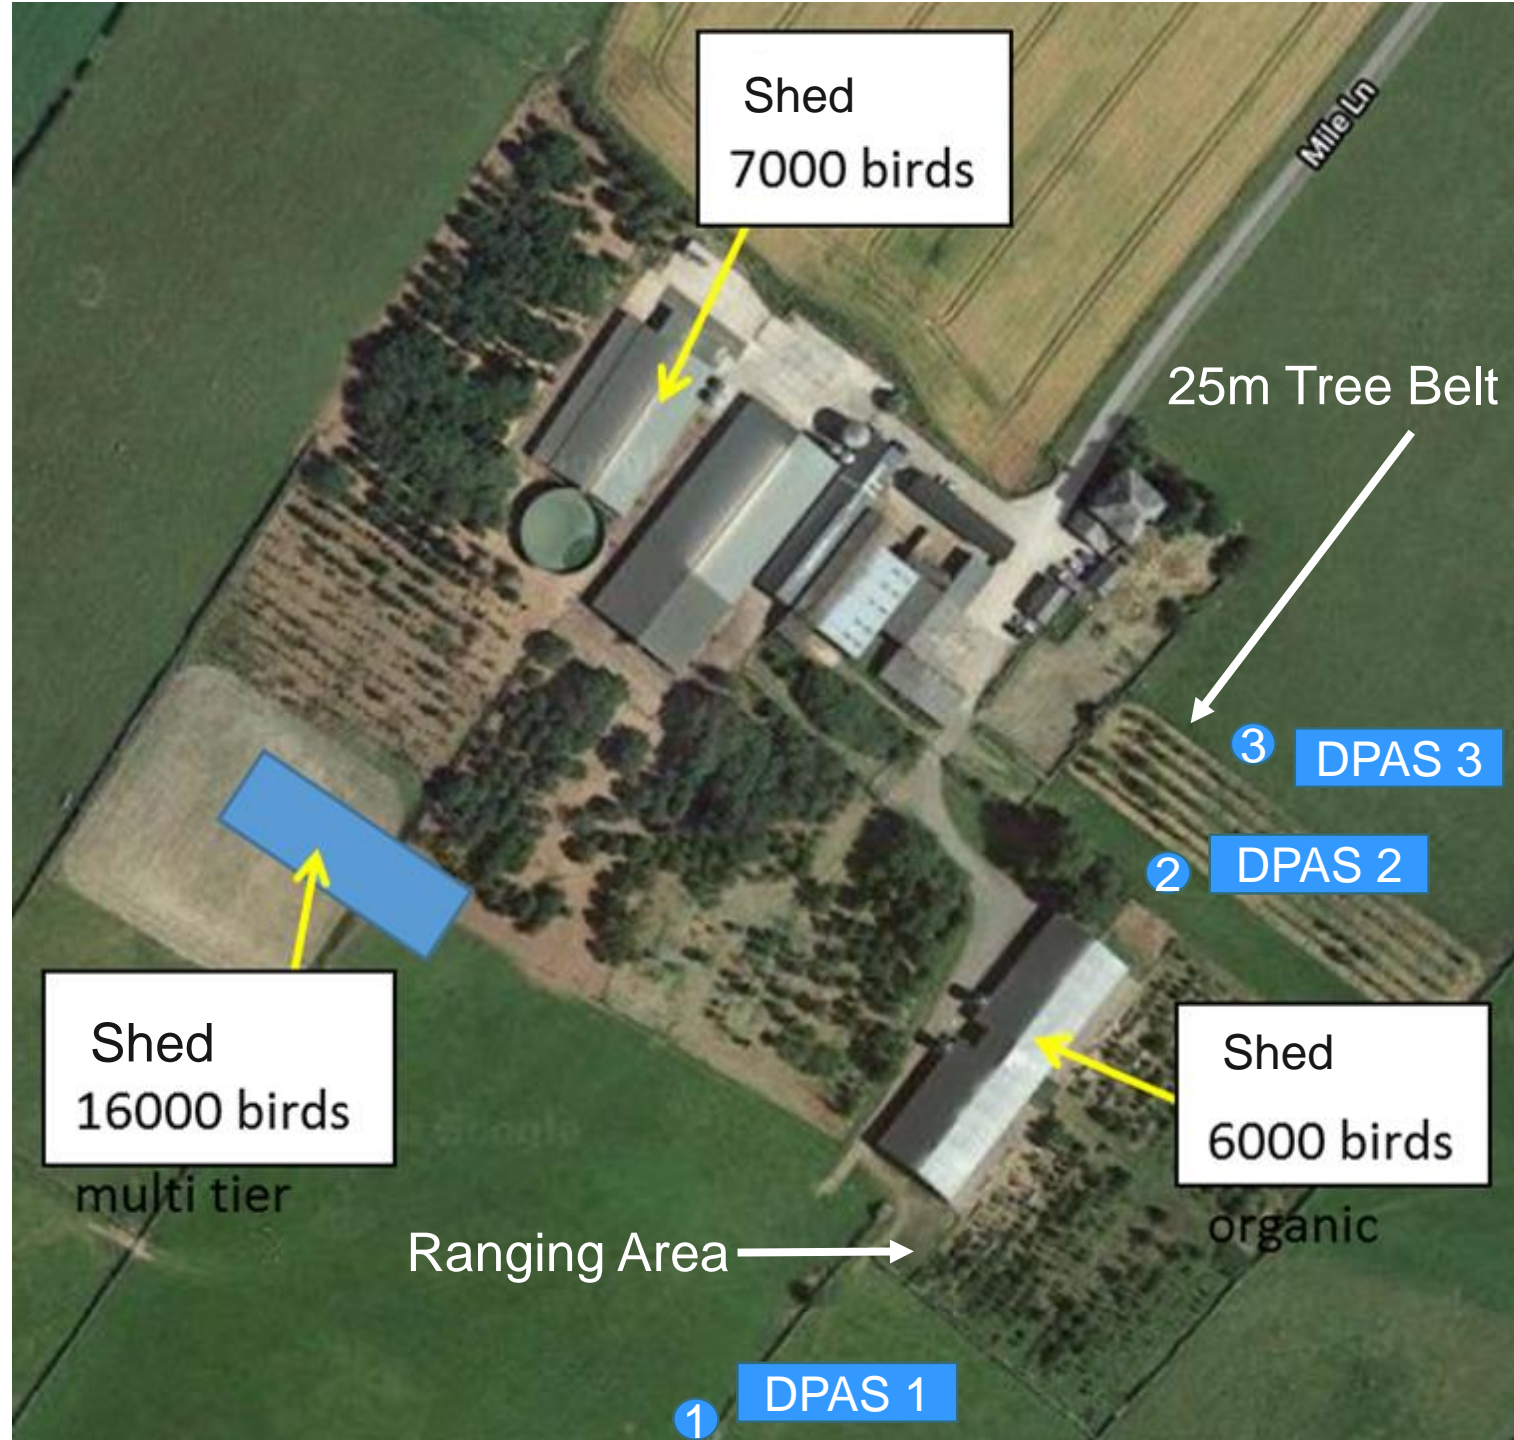 Shed
7000 birds
Mile Ln
25m Tree Belt
3
DPAS 3
2
DPAS 2
Shed
16000 birds
multi tier
Google
Shed
6000 birds
organic
Ranging Area
1
DPAS 1